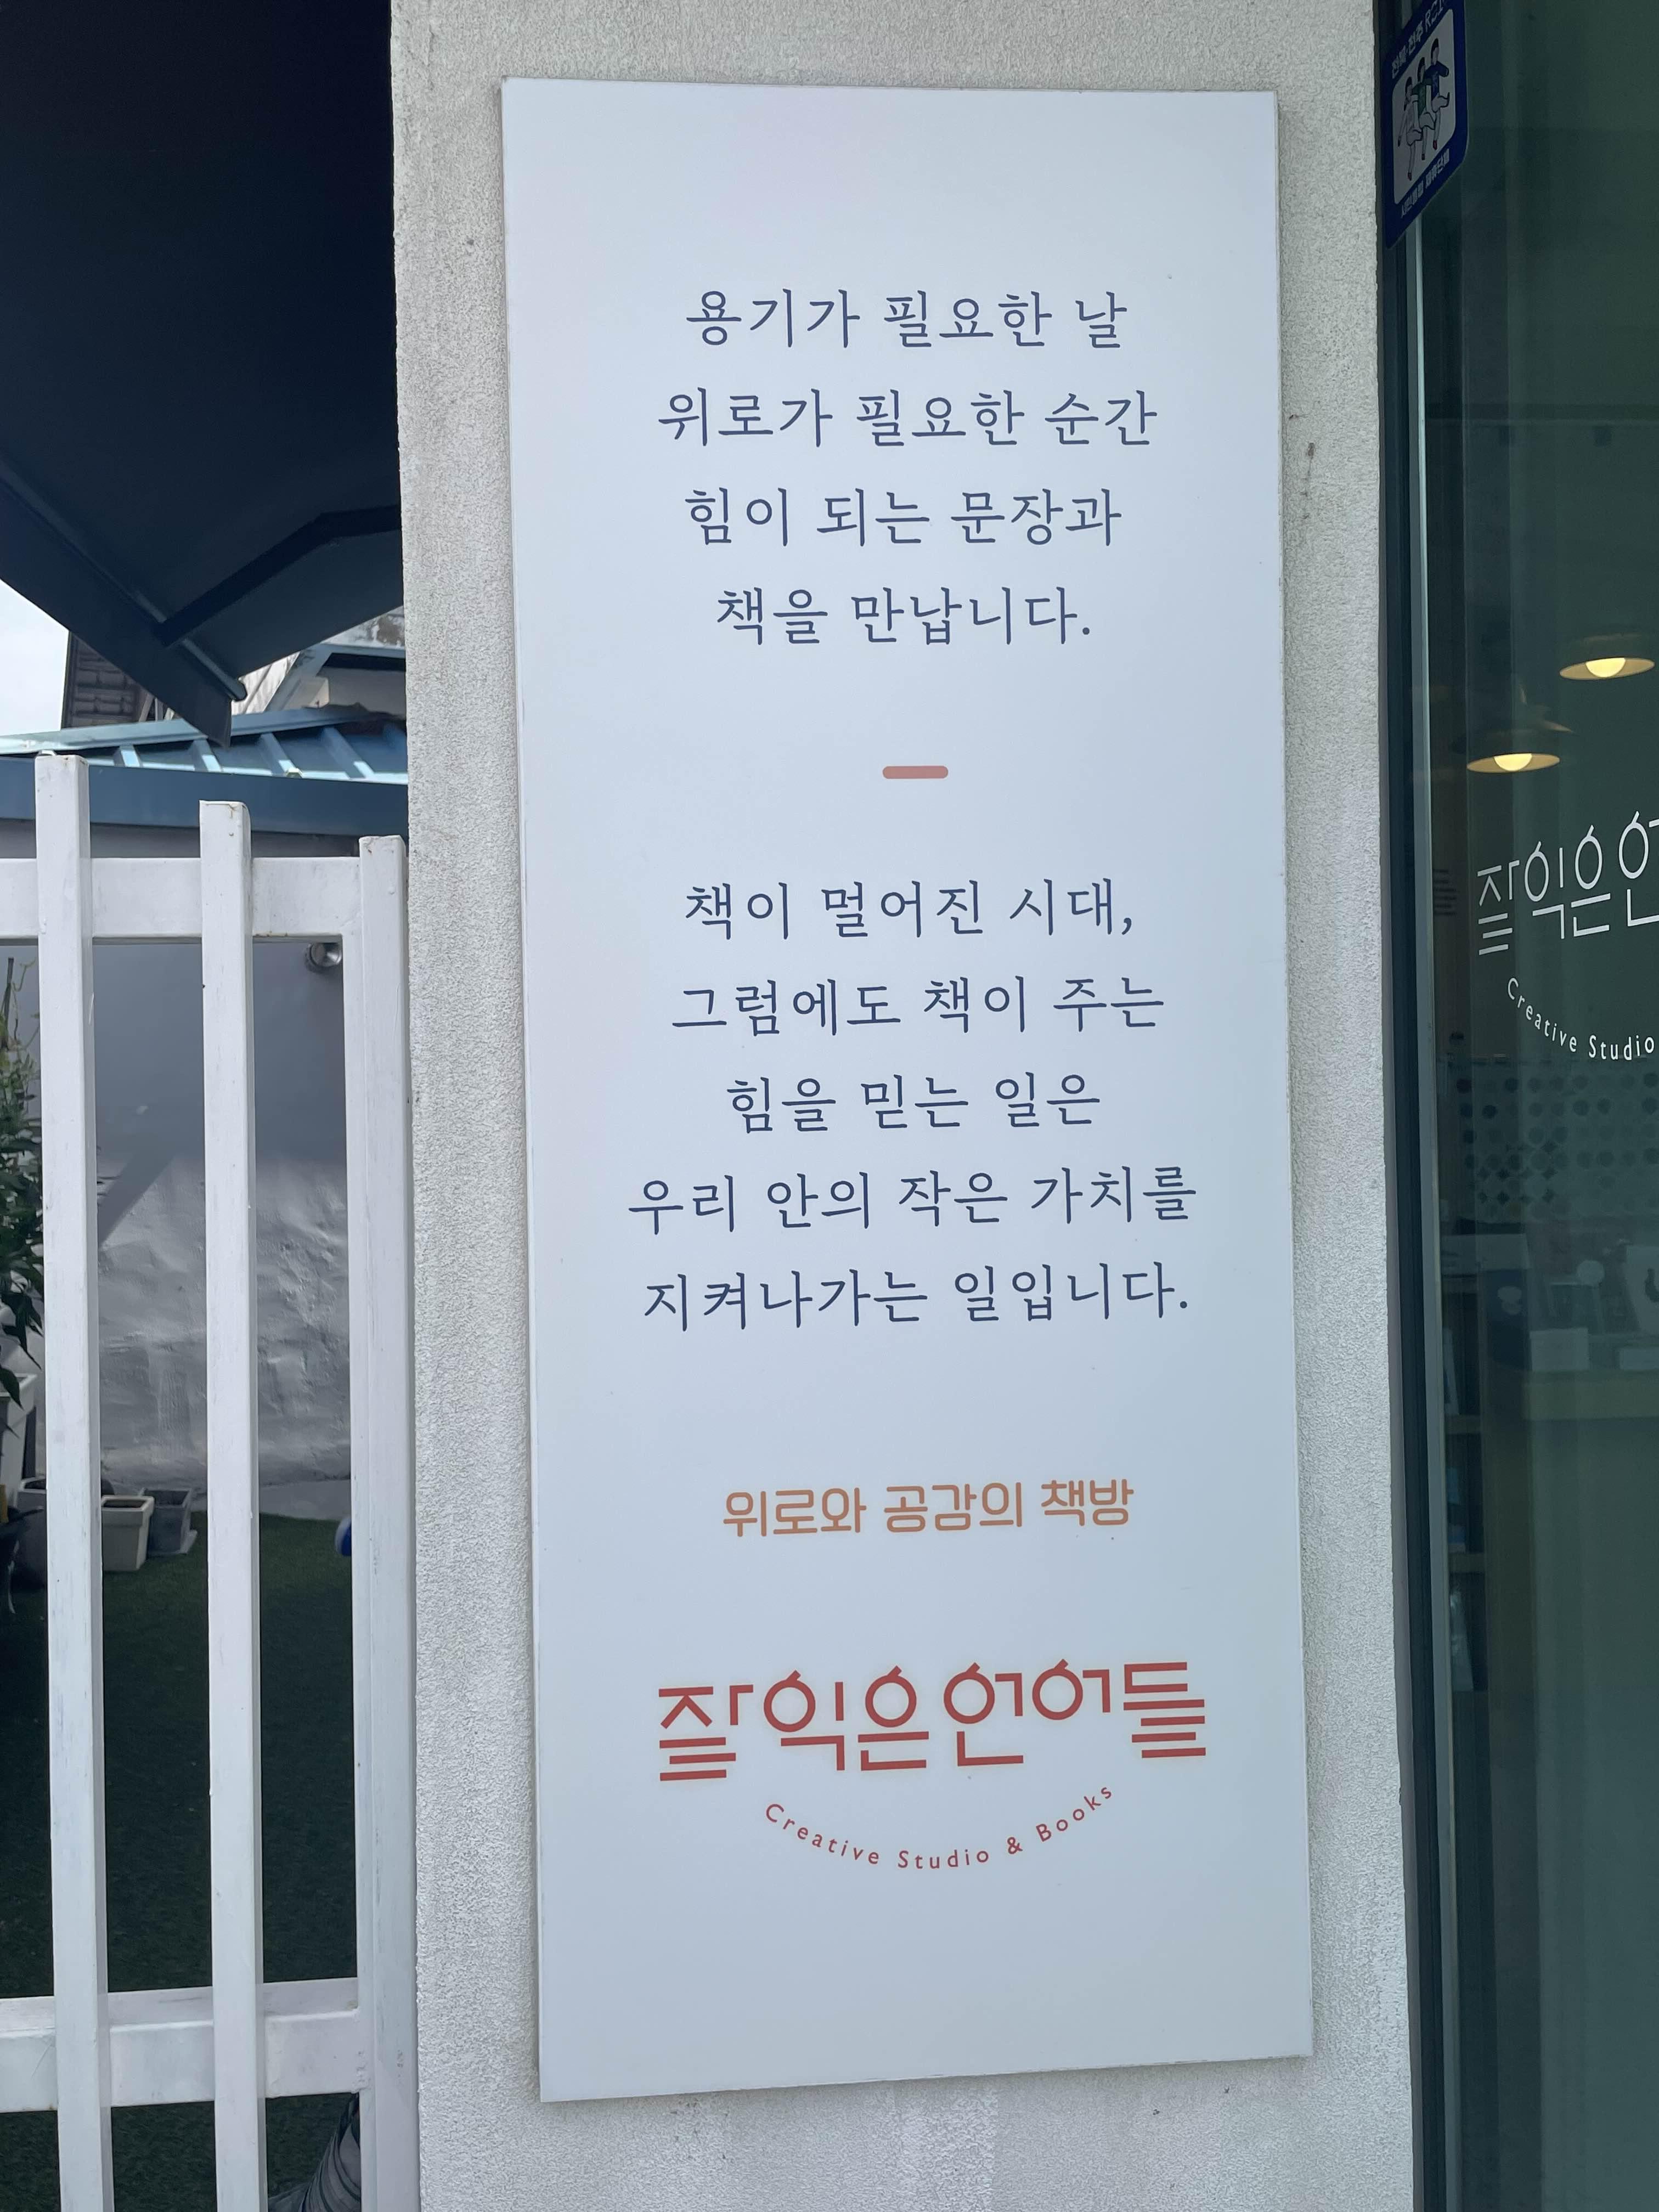 용기가 필요한 날
위로가 필요한 순간
힘이 되는 문장과
책을 만납니다.
책이 멀어진 시대,
그럼에도 책이 주는
힘을 믿는 일은
우리 안의 작은 가치를
지켜나가는 일입니다.
위로와 공감의 책방
잘 익은 언어들
Creative Studio & Books
잘 익은
Creative Studio